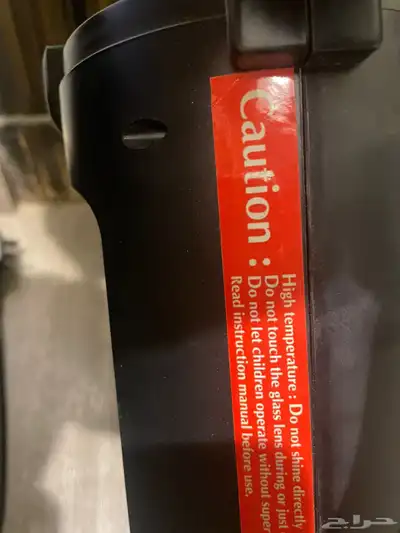 Caution :
High temperature ; Do not shine directly
Do not touch the glass lens during or just
Do not let children operate without super
Read instruction manual before use.
حراج